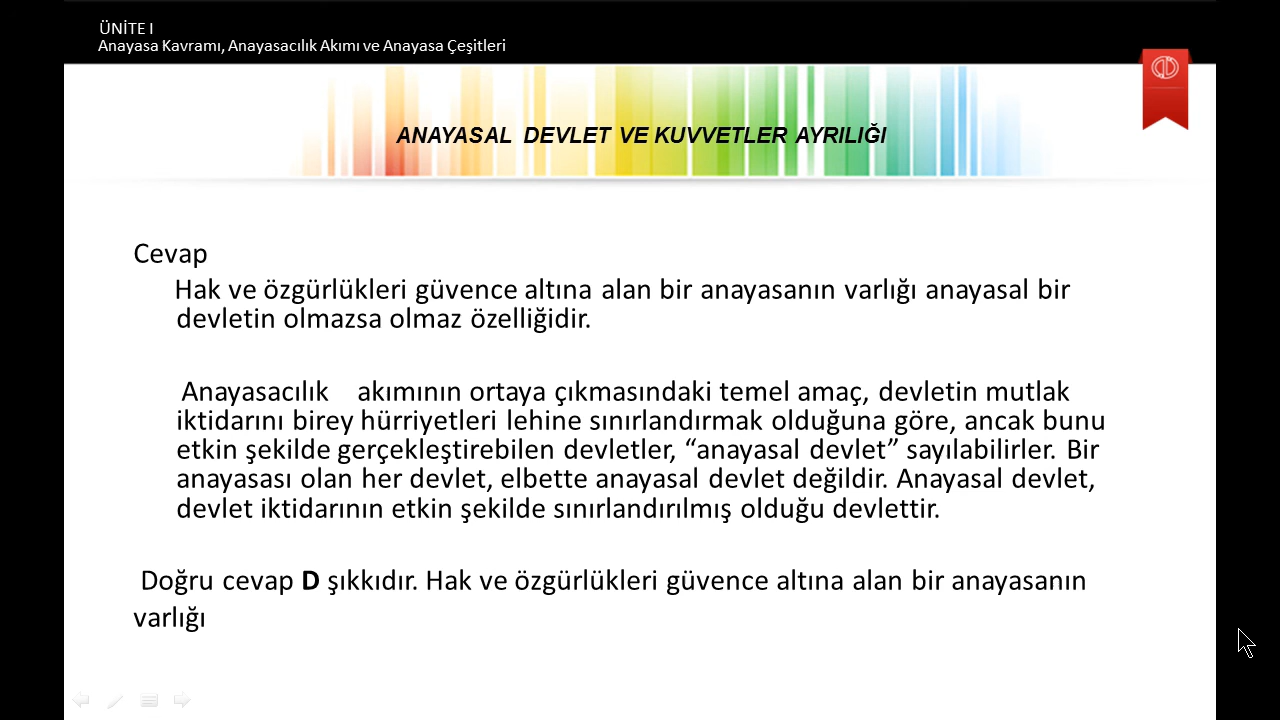 ÜNİTE I
Anayasa Kavramı, Anayasacılık Akımı ve Anayasa Çeşitleri
ANAYASAL DEVLET VE KUVVETLER AYRILIĞI
Cevap
Hak ve özgürlükleri güvence altına alan bir anayasanın varlığı anayasal bir
devletin olmazsa olmaz özelliğidir.
Anayasacılık akımının ortaya çıkmasındaki temel amaç, devletin mutlak
iktidarını birey hürriyetleri lehine sınırlandırmak olduğuna göre, ancak bunu
etkin şekilde gerçekleştirebilen devletler, “anayasal devlet” sayılabilirler. Bir
anayasası olan her devlet, elbette anayasal devlet değildir. Anayasal devlet,
devlet iktidarının etkin şekilde sınırlandırılmış olduğu devlettir.
Doğru cevap D şıkkıdır. Hak ve özgürlükleri güvence altına alan bir anayasanın
varlığı